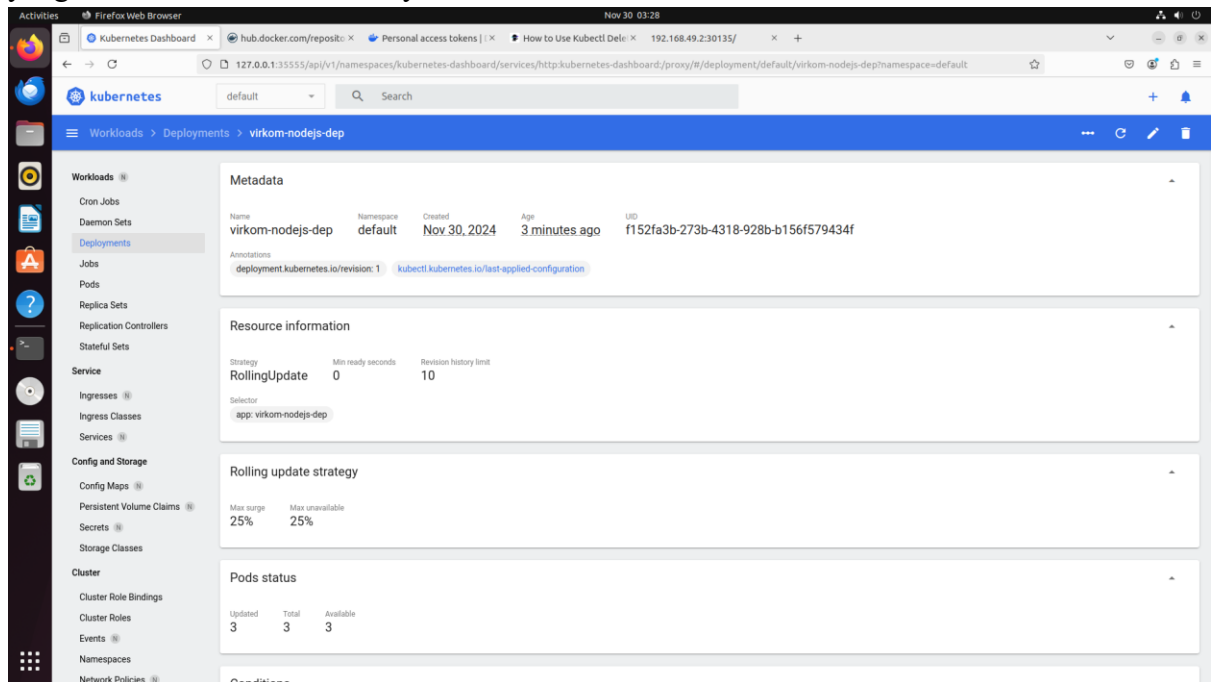 Activities Firefox Web Browser Nov 30 03:28
Kubernetes Dashboard × hub.docker.com/reposito × Personal access tokens | × How to Use Kubectl Dele × 192.168.49.2:30135/ × +
127.0.0.1:35555/api/v1/namespaces/kubernetes-dashboard/services/http:kubernetes-dashboard:/proxy/#/deployment/default/virkom-nodejs-dep?namespace=default
kubernetes default Search
Workloads > Deployments > virkom-nodejs-dep
Workloads N
Cron Jobs
Daemon Sets
Deployments
Jobs
Pods
Replica Sets
Replication Controllers
Stateful Sets
Service
Ingresses N
Ingress Classes
Services N
Config and Storage
Config Maps N
Persistent Volume Claims N
Secrets N
Storage Classes
Cluster
Cluster Role Bindings
Cluster Roles
Events N
Namespaces
Network Policies N
Metadata
Name Namespace Created Age UID
virkom-nodejs-dep default Nov 30, 2024 3 minutes ago f152fa3b-273b-4318-928b-b156f579434f
Annotations
deployment.kubernetes.io/revision: 1 kubectl.kubernetes.io/last-applied-configuration
Resource information
Strategy Min ready seconds Revision history limit
RollingUpdate 0 10
Selector
app: virkom-nodejs-dep
Rolling update strategy
Max surge Max unavailable
25% 25%
Pods status
Updated Total Available
3 3 3
Conditions